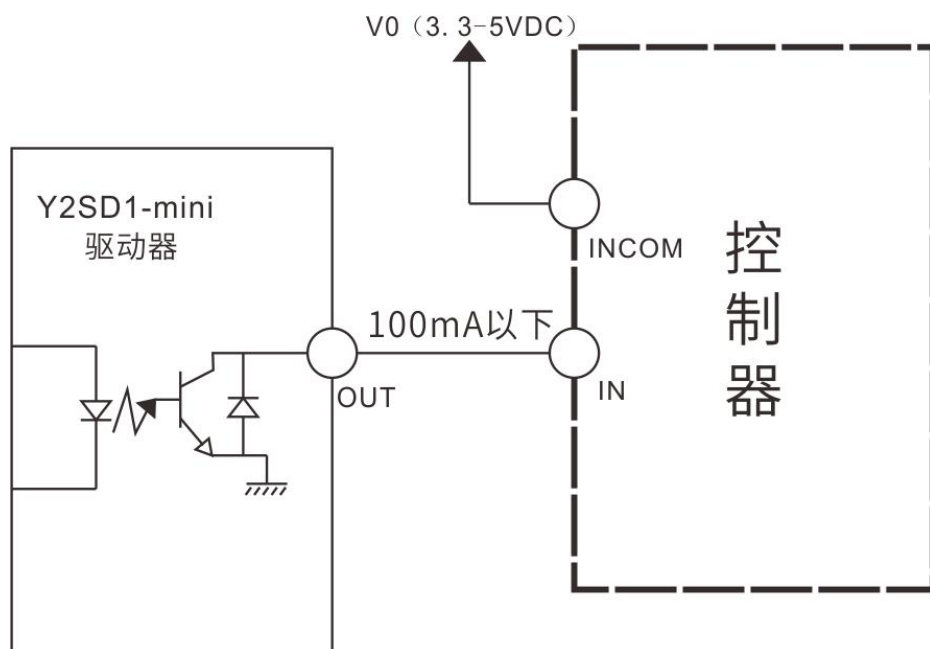 V0（3.3-5VDC）
Y2SD1-mini
驱动器
INCOM
控制器
100mA以下
OUT
IN